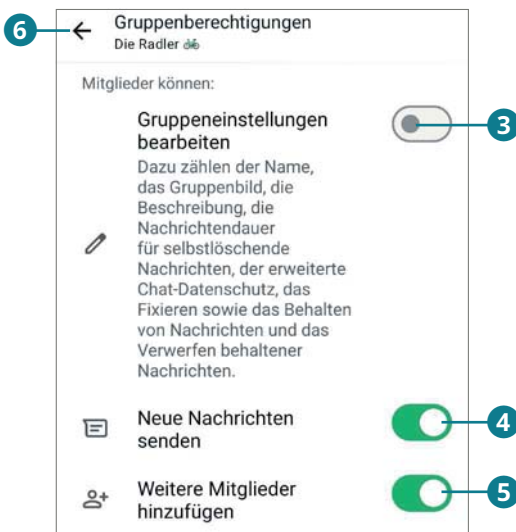 6
Gruppenberechtigungen
Die Radler 🚲
Mitglieder können:
Gruppeneinstellungen
bearbeiten
3
Dazu zählen der Name,
das Gruppenbild, die
Beschreibung, die
Nachrichtendauer
für selbstlöschende
Nachrichten, der erweiterte
Chat-Datenschutz, das
Fixieren sowie das Behalten
von Nachrichten und das
Verwerfen behaltener
Nachrichten.
Neue Nachrichten
senden
4
Weitere Mitglieder
hinzufügen
5